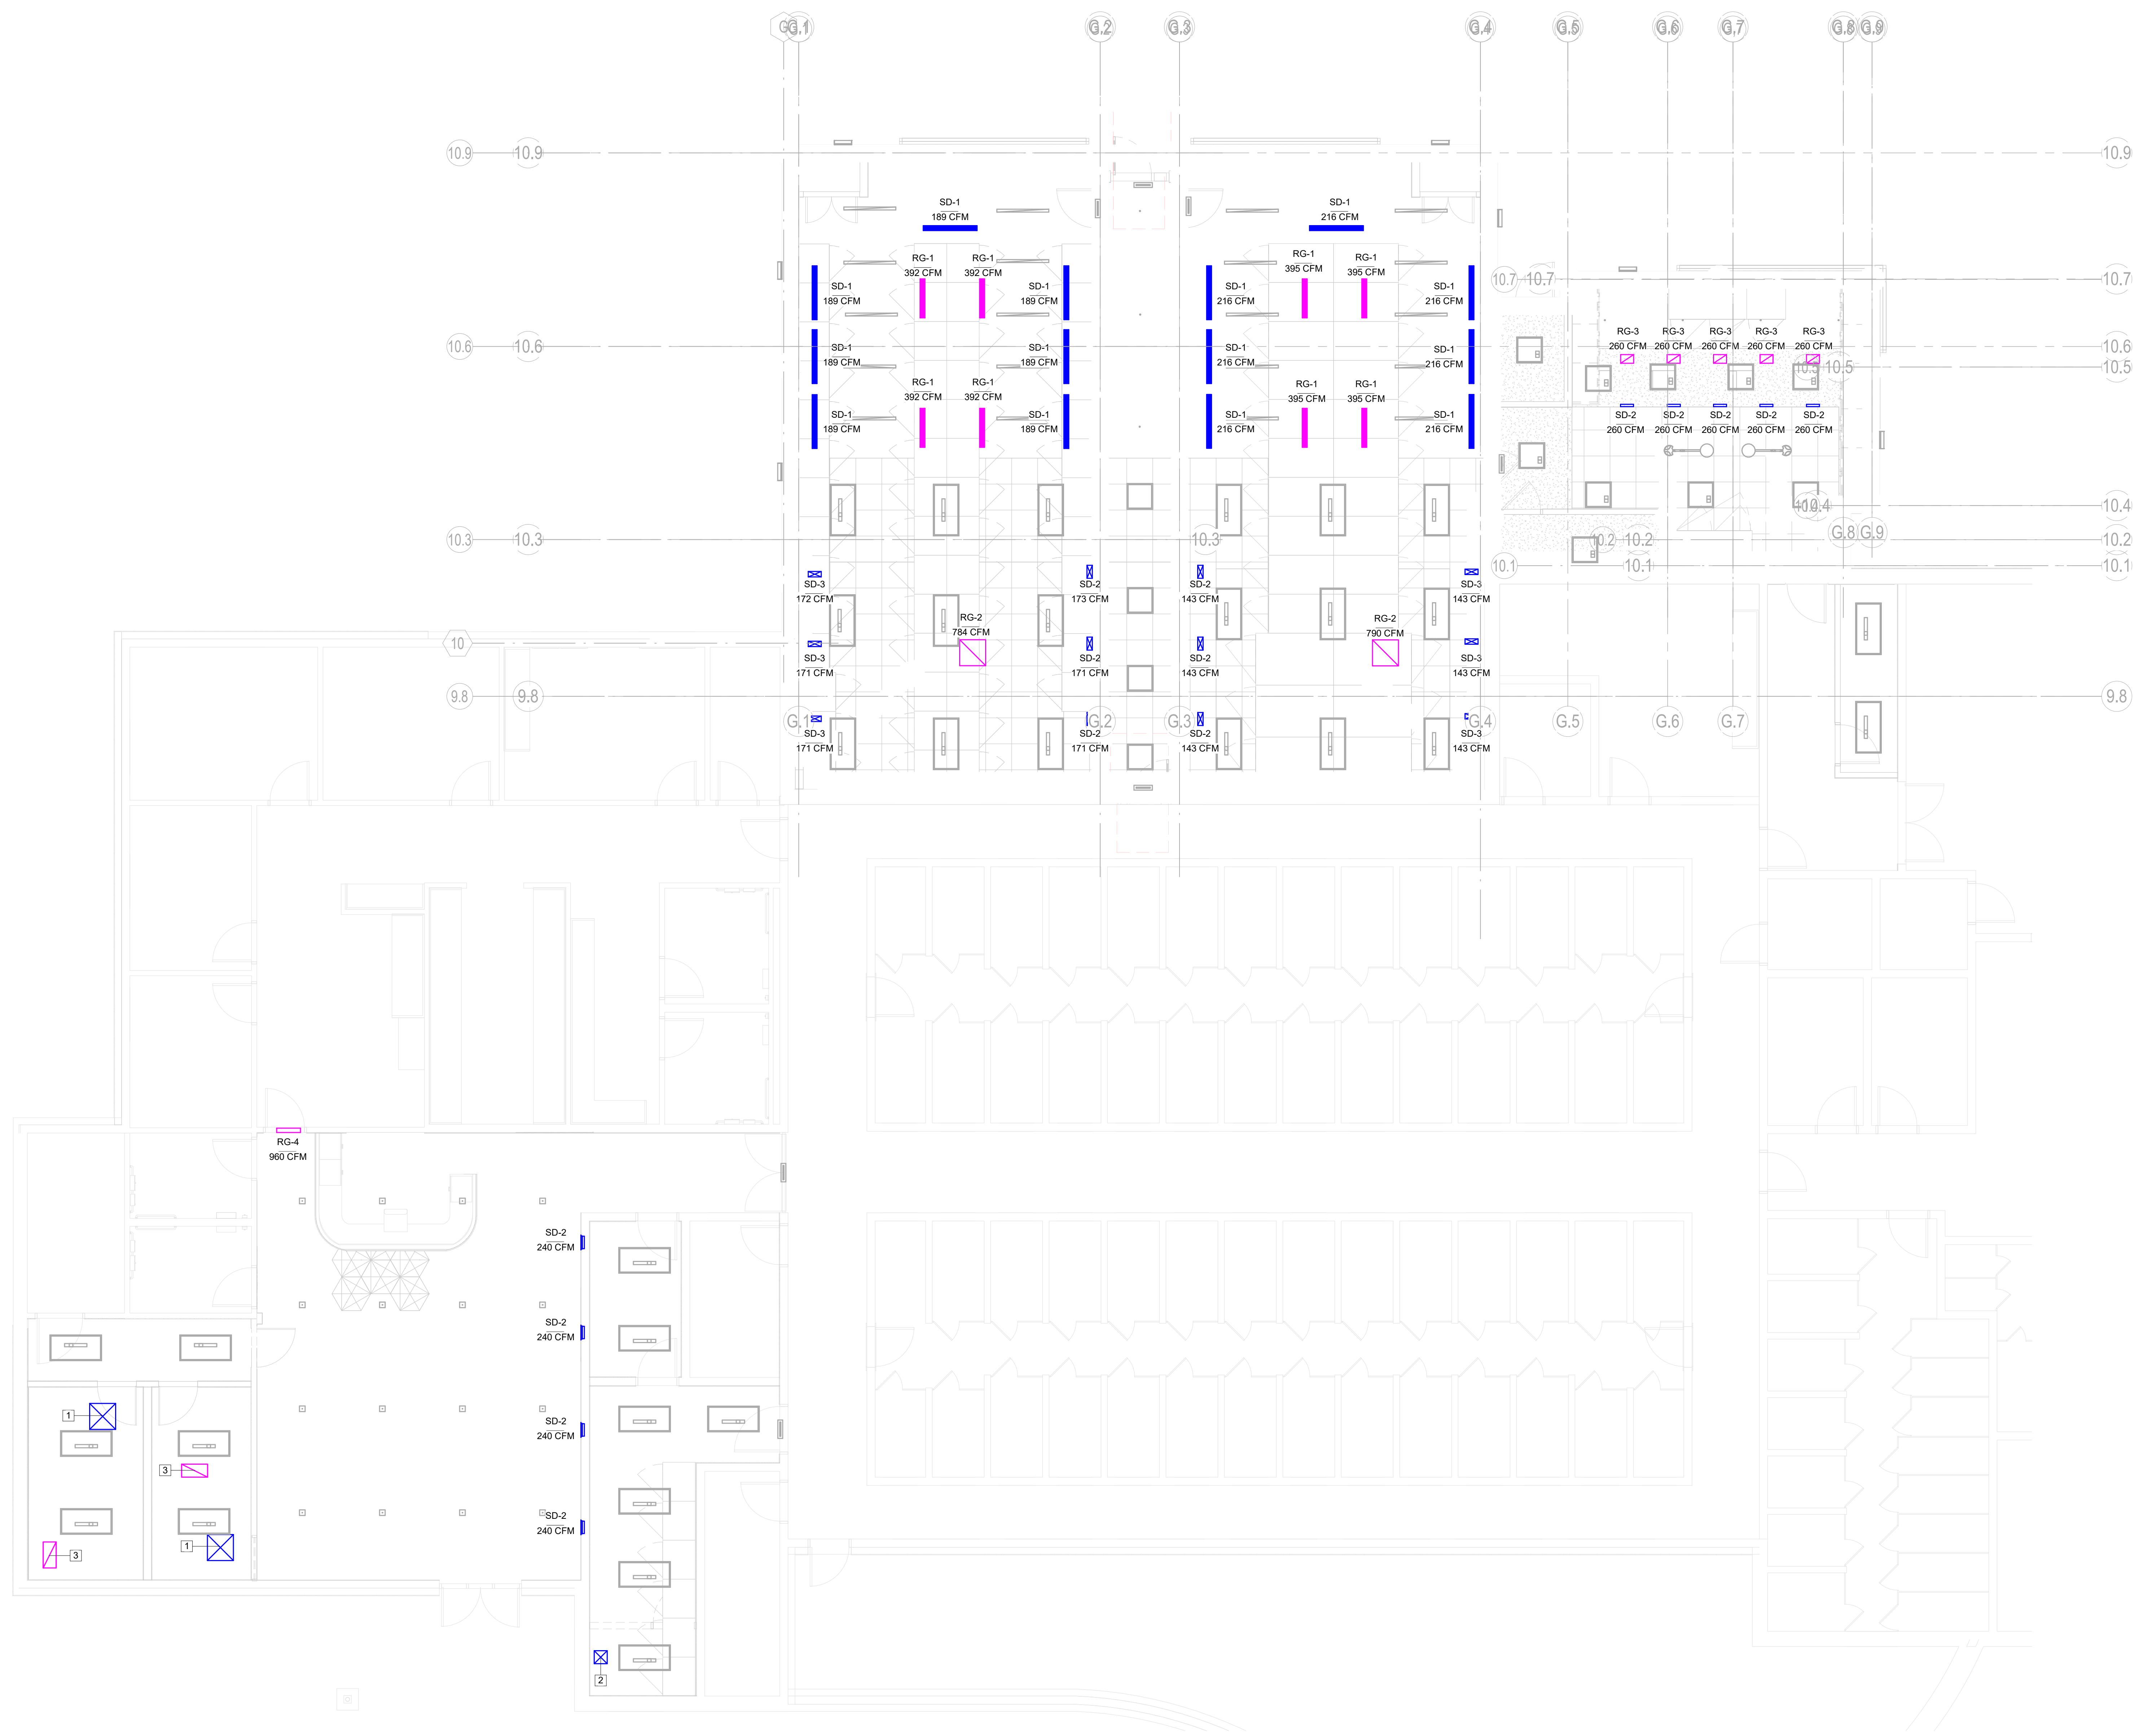 G.1
G.2
G.3
G.4
G.5
G.6
G.7
G.8
G.9
10.9
10.9
10.9
SD-1
189 CFM
SD-1
216 CFM
RG-1
392 CFM
RG-1
392 CFM
RG-1
395 CFM
RG-1
395 CFM
10.7
10.7
10.7
SD-1
189 CFM
SD-1
189 CFM
SD-1
216 CFM
SD-1
216 CFM
RG-3
260 CFM
RG-3
260 CFM
RG-3
260 CFM
RG-3
260 CFM
RG-3
260 CFM
10.6
10.6
10.6
SD-1
189 CFM
SD-1
189 CFM
SD-1
216 CFM
SD-1
216 CFM
10.5
10.5
10.5
RG-1
392 CFM
RG-1
392 CFM
RG-1
395 CFM
RG-1
395 CFM
SD-1
189 CFM
SD-1
189 CFM
SD-1
216 CFM
SD-1
216 CFM
SD-2
260 CFM
SD-2
260 CFM
SD-2
260 CFM
SD-2
260 CFM
SD-2
260 CFM
10.4
10.4
G.8
G.9
10.3
10.3
10.3
10.2
10.2
10.2
10.1
10.1
10.1
SD-3
172 CFM
SD-2
173 CFM
SD-2
143 CFM
SD-3
143 CFM
RG-2
784 CFM
RG-2
790 CFM
10
SD-3
171 CFM
SD-2
171 CFM
SD-2
143 CFM
SD-3
143 CFM
9.8
9.8
9.8
G.1
G.2
G.3
G.4
G.5
G.6
G.7
SD-3
171 CFM
SD-2
171 CFM
SD-2
143 CFM
SD-3
143 CFM
RG-4
960 CFM
SD-2
240 CFM
SD-2
240 CFM
SD-2
240 CFM
SD-2
240 CFM
1
3
1
3
2